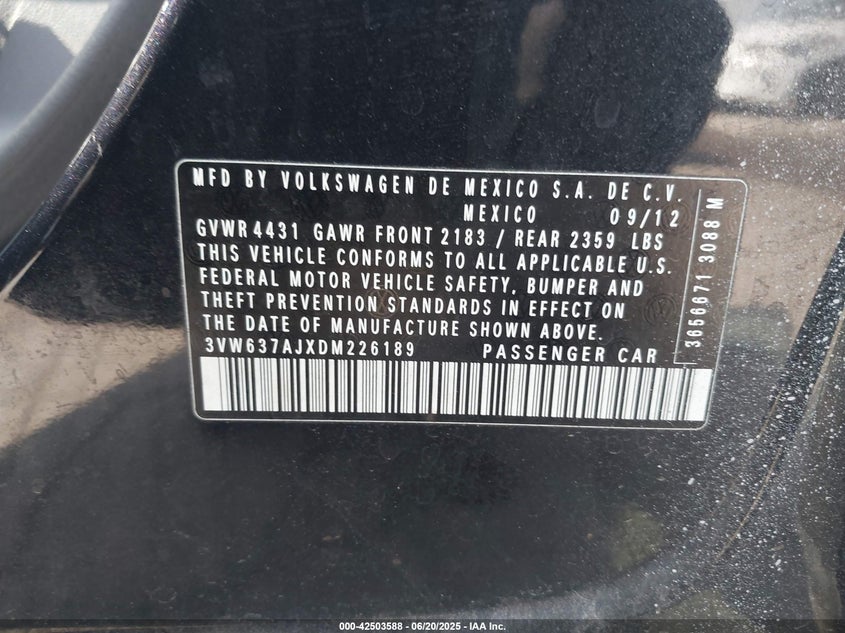 MFD BY VOLKSWAGEN DE MEXICO S.A. DE C.V.
MEXICO 09/12
GVWR 4431 GAWR FRONT 2183 / REAR 2359 LBS
THIS VEHICLE CONFORMS TO ALL APPLICABLE U.S.
FEDERAL MOTOR VEHICLE SAFETY, BUMPER AND
THEFT PREVENTION STANDARDS IN EFFECT ON
THE DATE OF MANUFACTURE SHOWN ABOVE.
3VW637AJXDM226189 PASSENGER CAR
3656671 3088 M
000-42503588 - 06/20/2025 - IAA Inc.